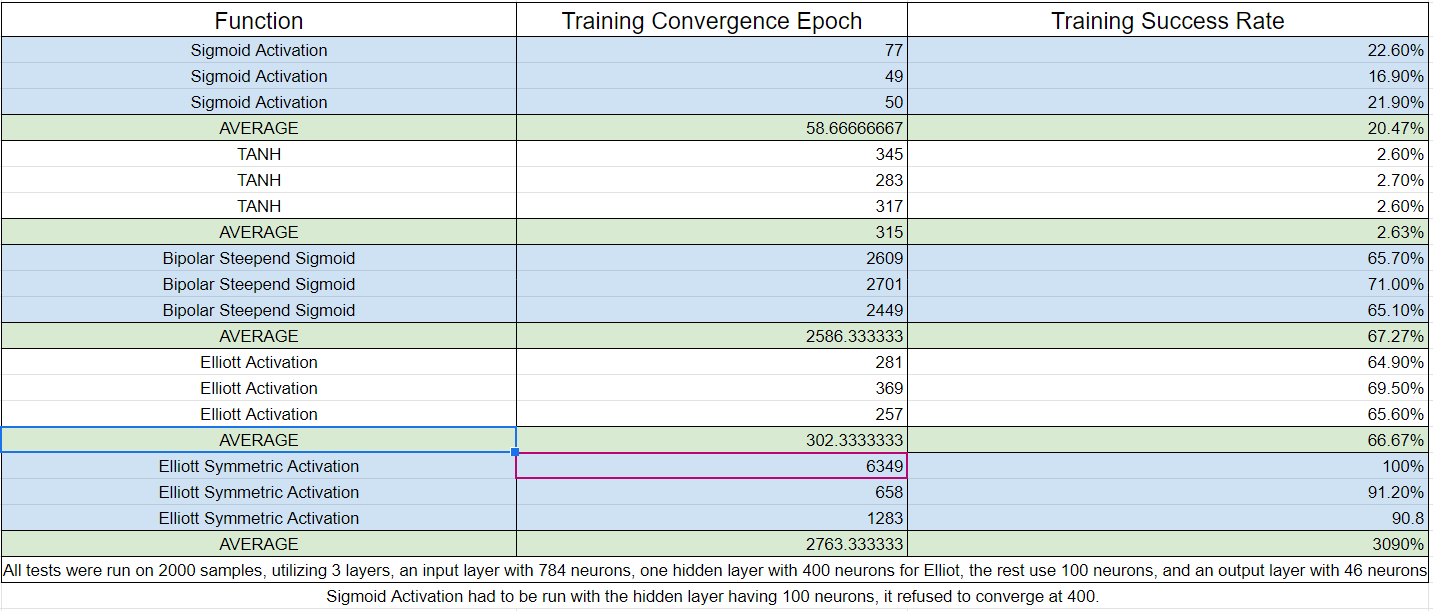 Function Training Convergence Epoch Training Success Rate
Sigmoid Activation 77 22.60%
Sigmoid Activation 49 16.90%
Sigmoid Activation 50 21.90%
AVERAGE 58.66666667 20.47%
TANH 345 2.60%
TANH 283 2.70%
TANH 317 2.60%
AVERAGE 315 2.63%
Bipolar Steepend Sigmoid 2609 65.70%
Bipolar Steepend Sigmoid 2701 71.00%
Bipolar Steepend Sigmoid 2449 65.10%
AVERAGE 2586.333333 67.27%
Elliott Activation 281 64.90%
Elliott Activation 369 69.50%
Elliott Activation 257 65.60%
AVERAGE 302.3333333 66.67%
Elliott Symmetric Activation 6349 100%
Elliott Symmetric Activation 658 91.20%
Elliott Symmetric Activation 1283 90.8
AVERAGE 2763.333333 3090%
All tests were run on 2000 samples, utilizing 3 layers, an input layer with 784 neurons, one hidden layer with 400 neurons for Elliot, the rest use 100 neurons, and an output layer with 46 neurons
Sigmoid Activation had to be run with the hidden layer having 100 neurons, it refused to converge at 400.